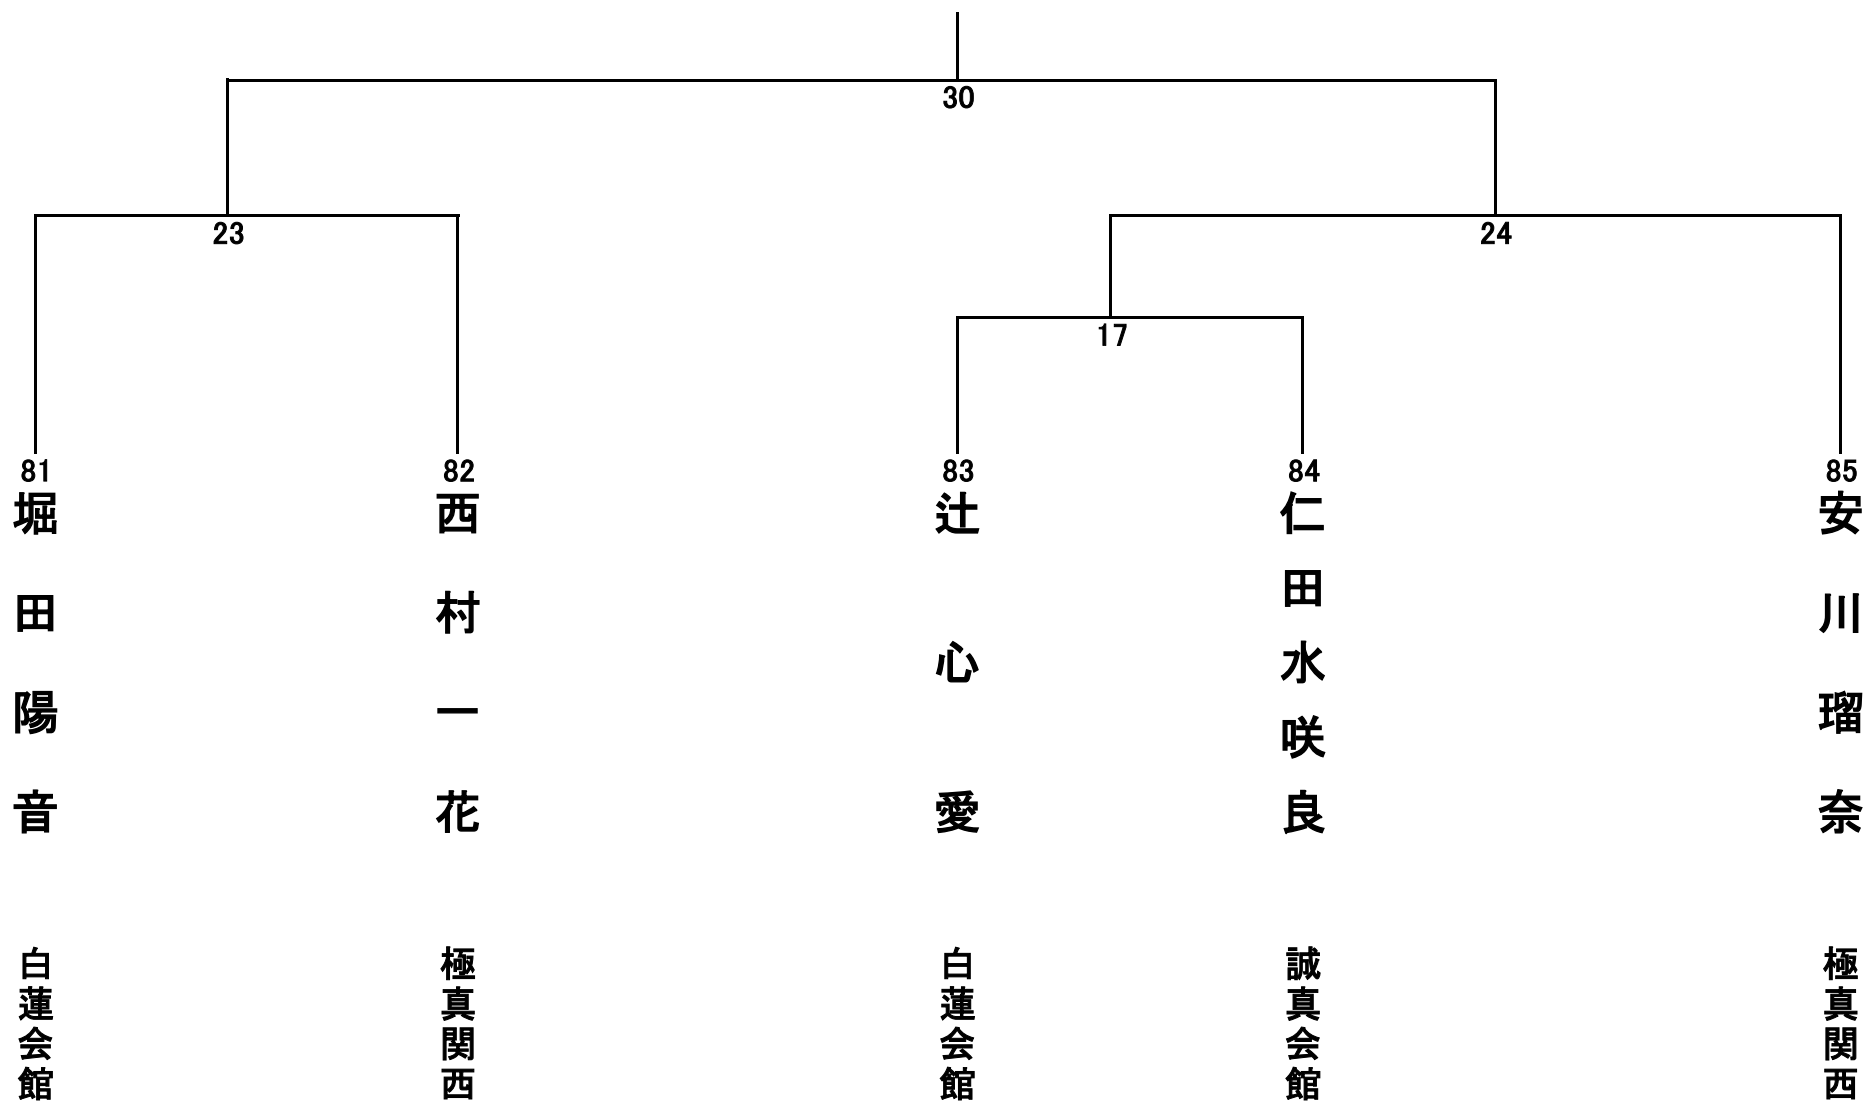 30
23
24
17
81
堀田陽音
白蓮会館
82
西村一花
極真関西
83
辻心愛
白蓮会館
84
仁田水咲良
誠真会館
85
安川瑠奈
極真関西